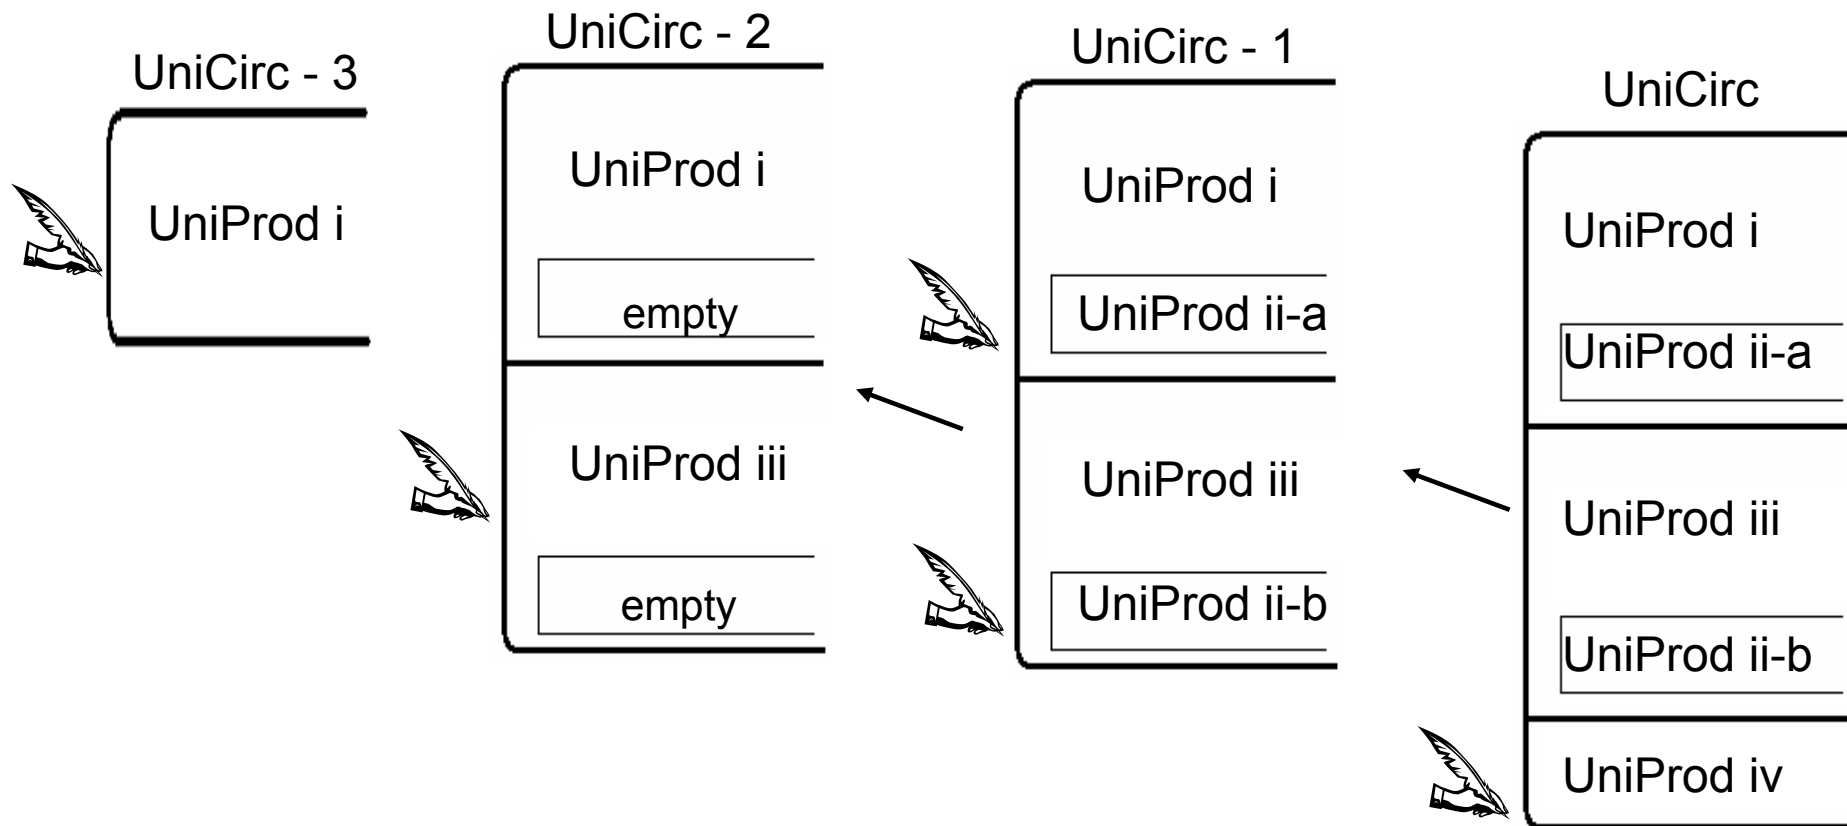 UniCirc - 3
UniProd i
UniCirc - 2
UniProd i
empty
UniProd iii
empty
UniCirc - 1
UniProd i
UniProd ii-a
UniProd iii
UniProd ii-b
UniCirc
UniProd i
UniProd ii-a
UniProd iii
UniProd ii-b
UniProd iv